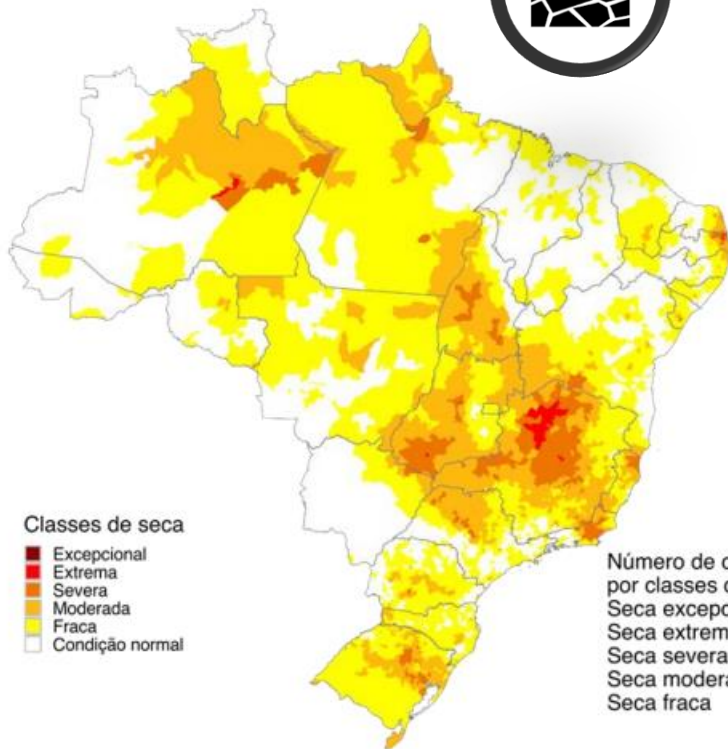 Classes de seca
Excepcional
Extrema
Severa
Moderada
Fraca
Condição normal
Número de
por classes
Seca
Seca
Seca severa
Seca
Seca fraca